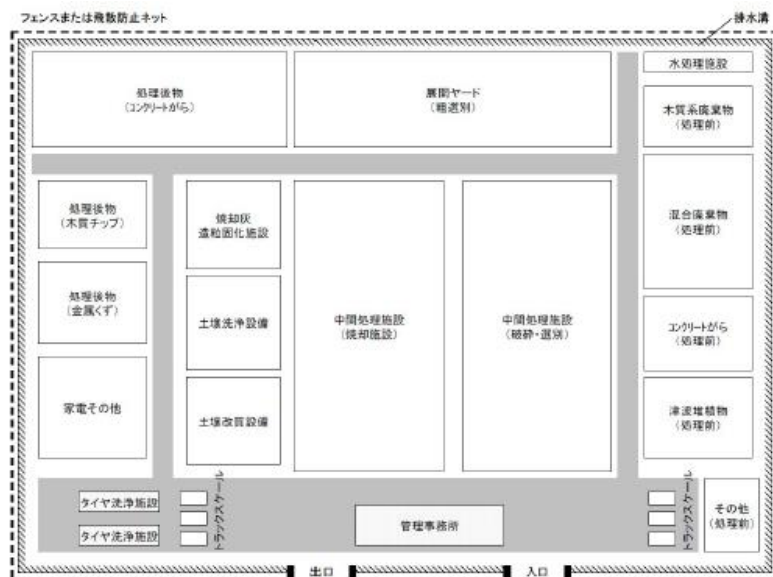 フェンスまたは飛散防止ネット
排水溝
処理後物
(コンクリートがら)
展開ヤード
(粗選別)
水処理施設
木質系廃棄物
(処理前)
処理後物
(木質チップ)
焼却灰
造粒固化施設
混合廃棄物
(処理前)
処理後物
(金属くず)
土壌洗浄設備
中間処理施設
(焼却施設)
中間処理施設
(破砕・選別)
コンクリートがら
(処理前)
家電その他
土壌改質設備
津波堆積物
(処理前)
タイヤ洗浄施設
タイヤ洗浄施設
トラックスケール
管理事務所
トラックスケール
その他
(処理前)
出口
入口